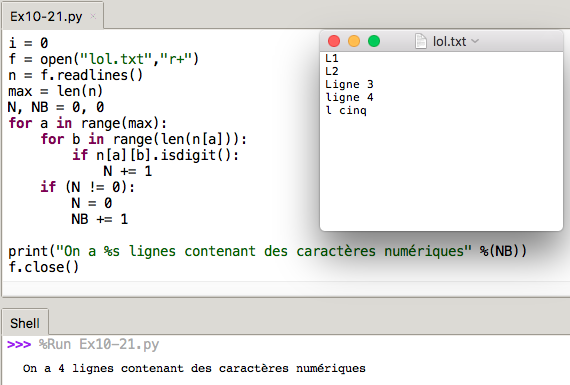 Ex10-21.py
i = 0
f = open("lol.txt","r+")
n = f.readlines()
max = len(n)
N, NB = 0, 0
for a in range(max):
    for b in range(len(n[a])):
        if n[a][b].isdigit():
            N += 1
    if (N != 0):
        N = 0
        NB += 1
print("On a %s lignes contenant des caractères numériques" %(NB))
f.close()
lol.txt
L1
L2
Ligne 3
ligne 4
l cinq
Shell
>>> %Run Ex10-21.py
On a 4 lignes contenant des caractères numériques